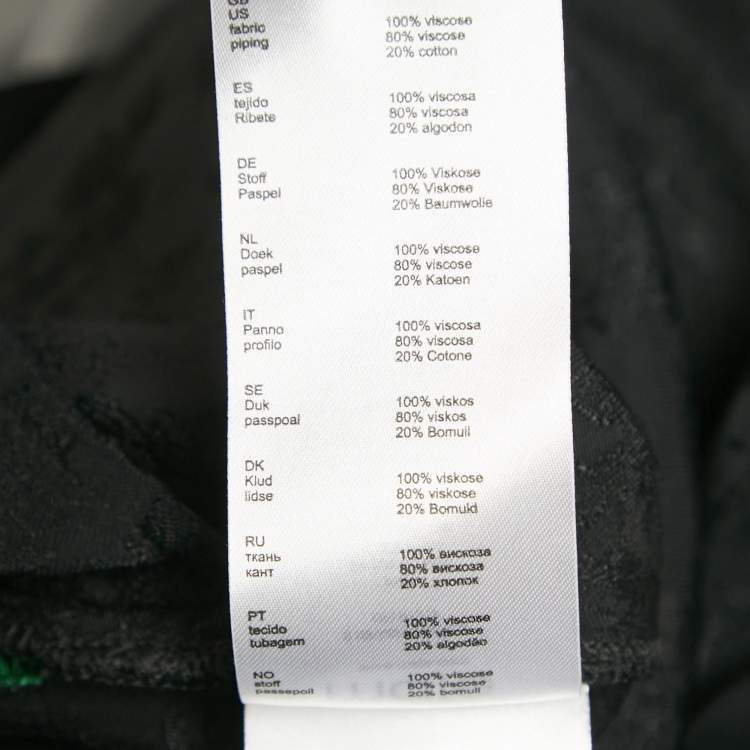 GB
US
fabric 100% viscose
piping 80% viscose
20% cotton
ES
tejido 100% viscosa
Ribete 80% viscosa
20% algodon
DE
Stoff 100% Viskose
Paspel 80% Viskose
20% Baumwolle
NL
Doek 100% viscose
paspel 80% viscose
20% Katoen
IT
Panno 100% viscosa
profilo 80% viscosa
20% Cotone
SE
Duk 100% viskos
passpoal 80% viskos
20% Bomull
DK
Klud 100% viskose
lidse 80% viskose
20% Bomuld
RU
ткань 100% вискоза
кант 80% вискоза
20% хлопок
PT
tecido 100% viscose
tubagem 80% viscose
20% algodão
NO
stoff 100% viscose
passepoil 80% viscose
20% bomull